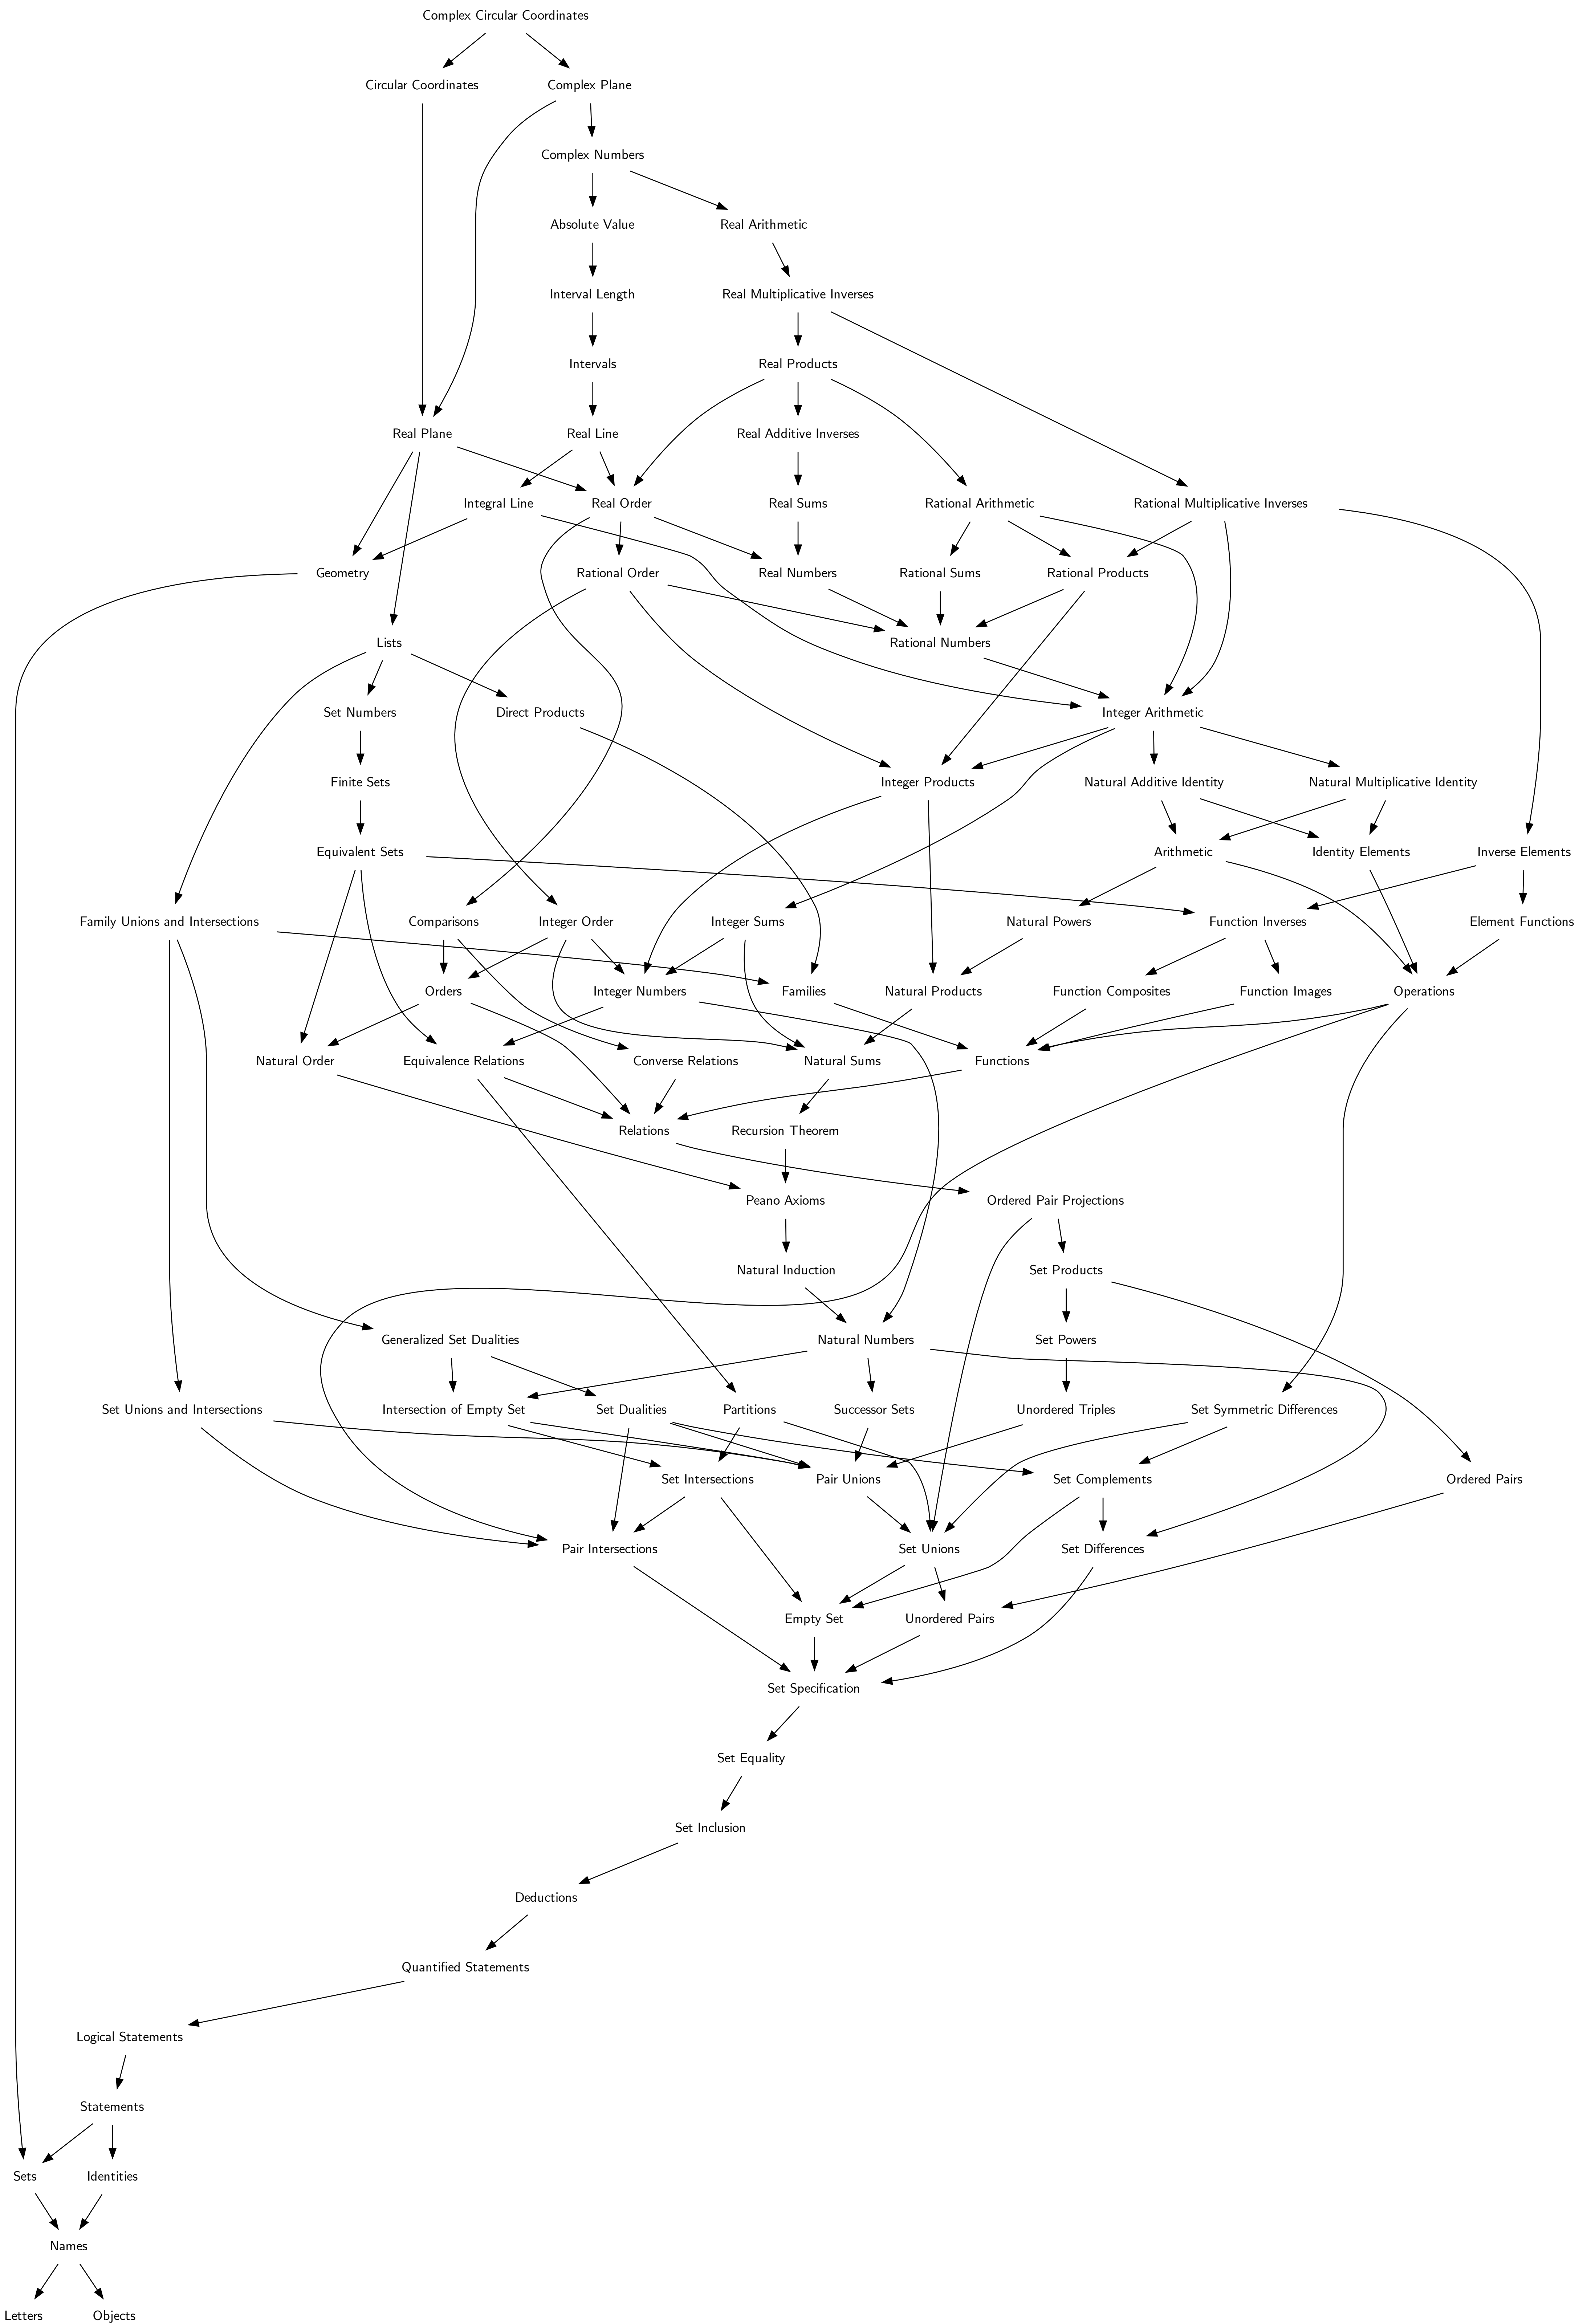 Complex Circular Coordinates
Circular Coordinates
Complex Plane
Complex Numbers
Absolute Value
Real Arithmetic
Interval Length
Real Multiplicative Inverses
Intervals
Real Products
Real Plane
Real Line
Real Additive Inverses
Integral Line
Real Order
Real Sums
Rational Arithmetic
Rational Multiplicative Inverses
Geometry
Rational Order
Real Numbers
Rational Sums
Rational Products
Lists
Rational Numbers
Set Numbers
Direct Products
Integer Arithmetic
Finite Sets
Integer Products
Natural Additive Identity
Natural Multiplicative Identity
Equivalent Sets
Arithmetic
Identity Elements
Inverse Elements
Family Unions and Intersections
Comparisons
Integer Order
Integer Sums
Natural Powers
Function Inverses
Element Functions
Orders
Integer Numbers
Families
Natural Products
Function Composites
Function Images
Operations
Natural Order
Equivalence Relations
Converse Relations
Natural Sums
Functions
Relations
Recursion Theorem
Peano Axioms
Ordered Pair Projections
Natural Induction
Set Products
Generalized Set Dualities
Natural Numbers
Set Powers
Set Unions and Intersections
Intersection of Empty Set
Set Dualities
Partitions
Successor Sets
Unordered Triples
Set Symmetric Differences
Set Intersections
Pair Unions
Set Complements
Ordered Pairs
Pair Intersections
Set Unions
Set Differences
Empty Set
Unordered Pairs
Set Specification
Set Equality
Set Inclusion
Deductions
Quantified Statements
Logical Statements
Statements
Sets
Identities
Names
Letters
Objects